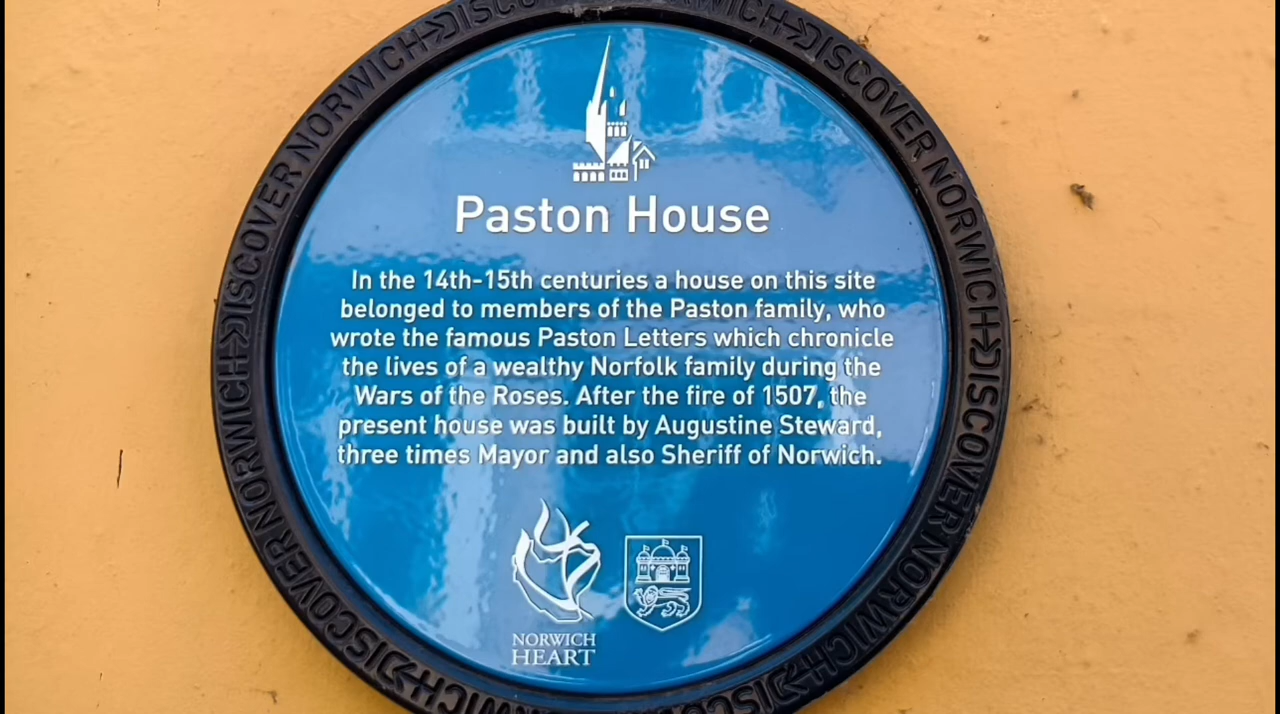 DISCOVER NORWICH DISCOVER NORWICH DISCOVER NORWICH DISCOVER NORWICH DISCOVER NORWICH
Paston House
In the 14th-15th centuries a house on this site
belonged to members of the Paston family, who
wrote the famous Paston Letters which chronicle
the lives of a wealthy Norfolk family during the
Wars of the Roses. After the fire of 1507, the
present house was built by Augustine Steward,
three times Mayor and also Sheriff of Norwich.
NORWICH
HEART